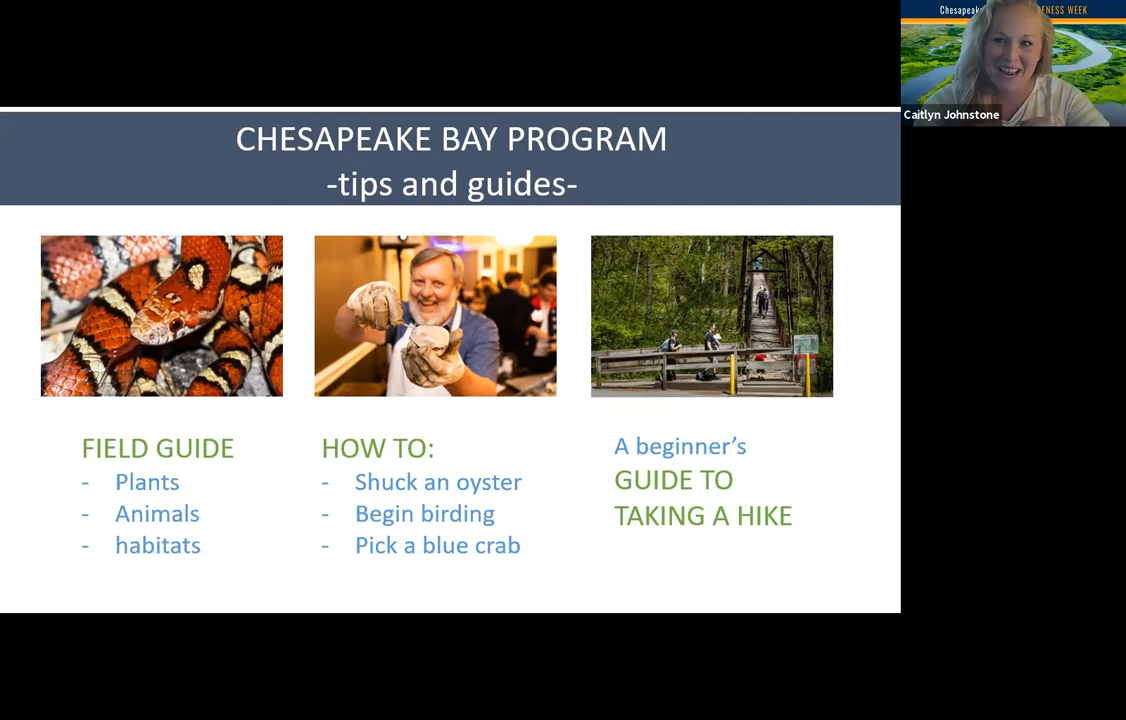 Chesapeak
ENESS WEEK
Caitlyn Johnstone
CHESAPEAKE BAY PROGRAM
-tips and guides-
FIELD GUIDE
- Plants
- Animals
- habitats
HOW TO:
- Shuck an oyster
- Begin birding
- Pick a blue crab
A beginner’s
GUIDE TO
TAKING A HIKE